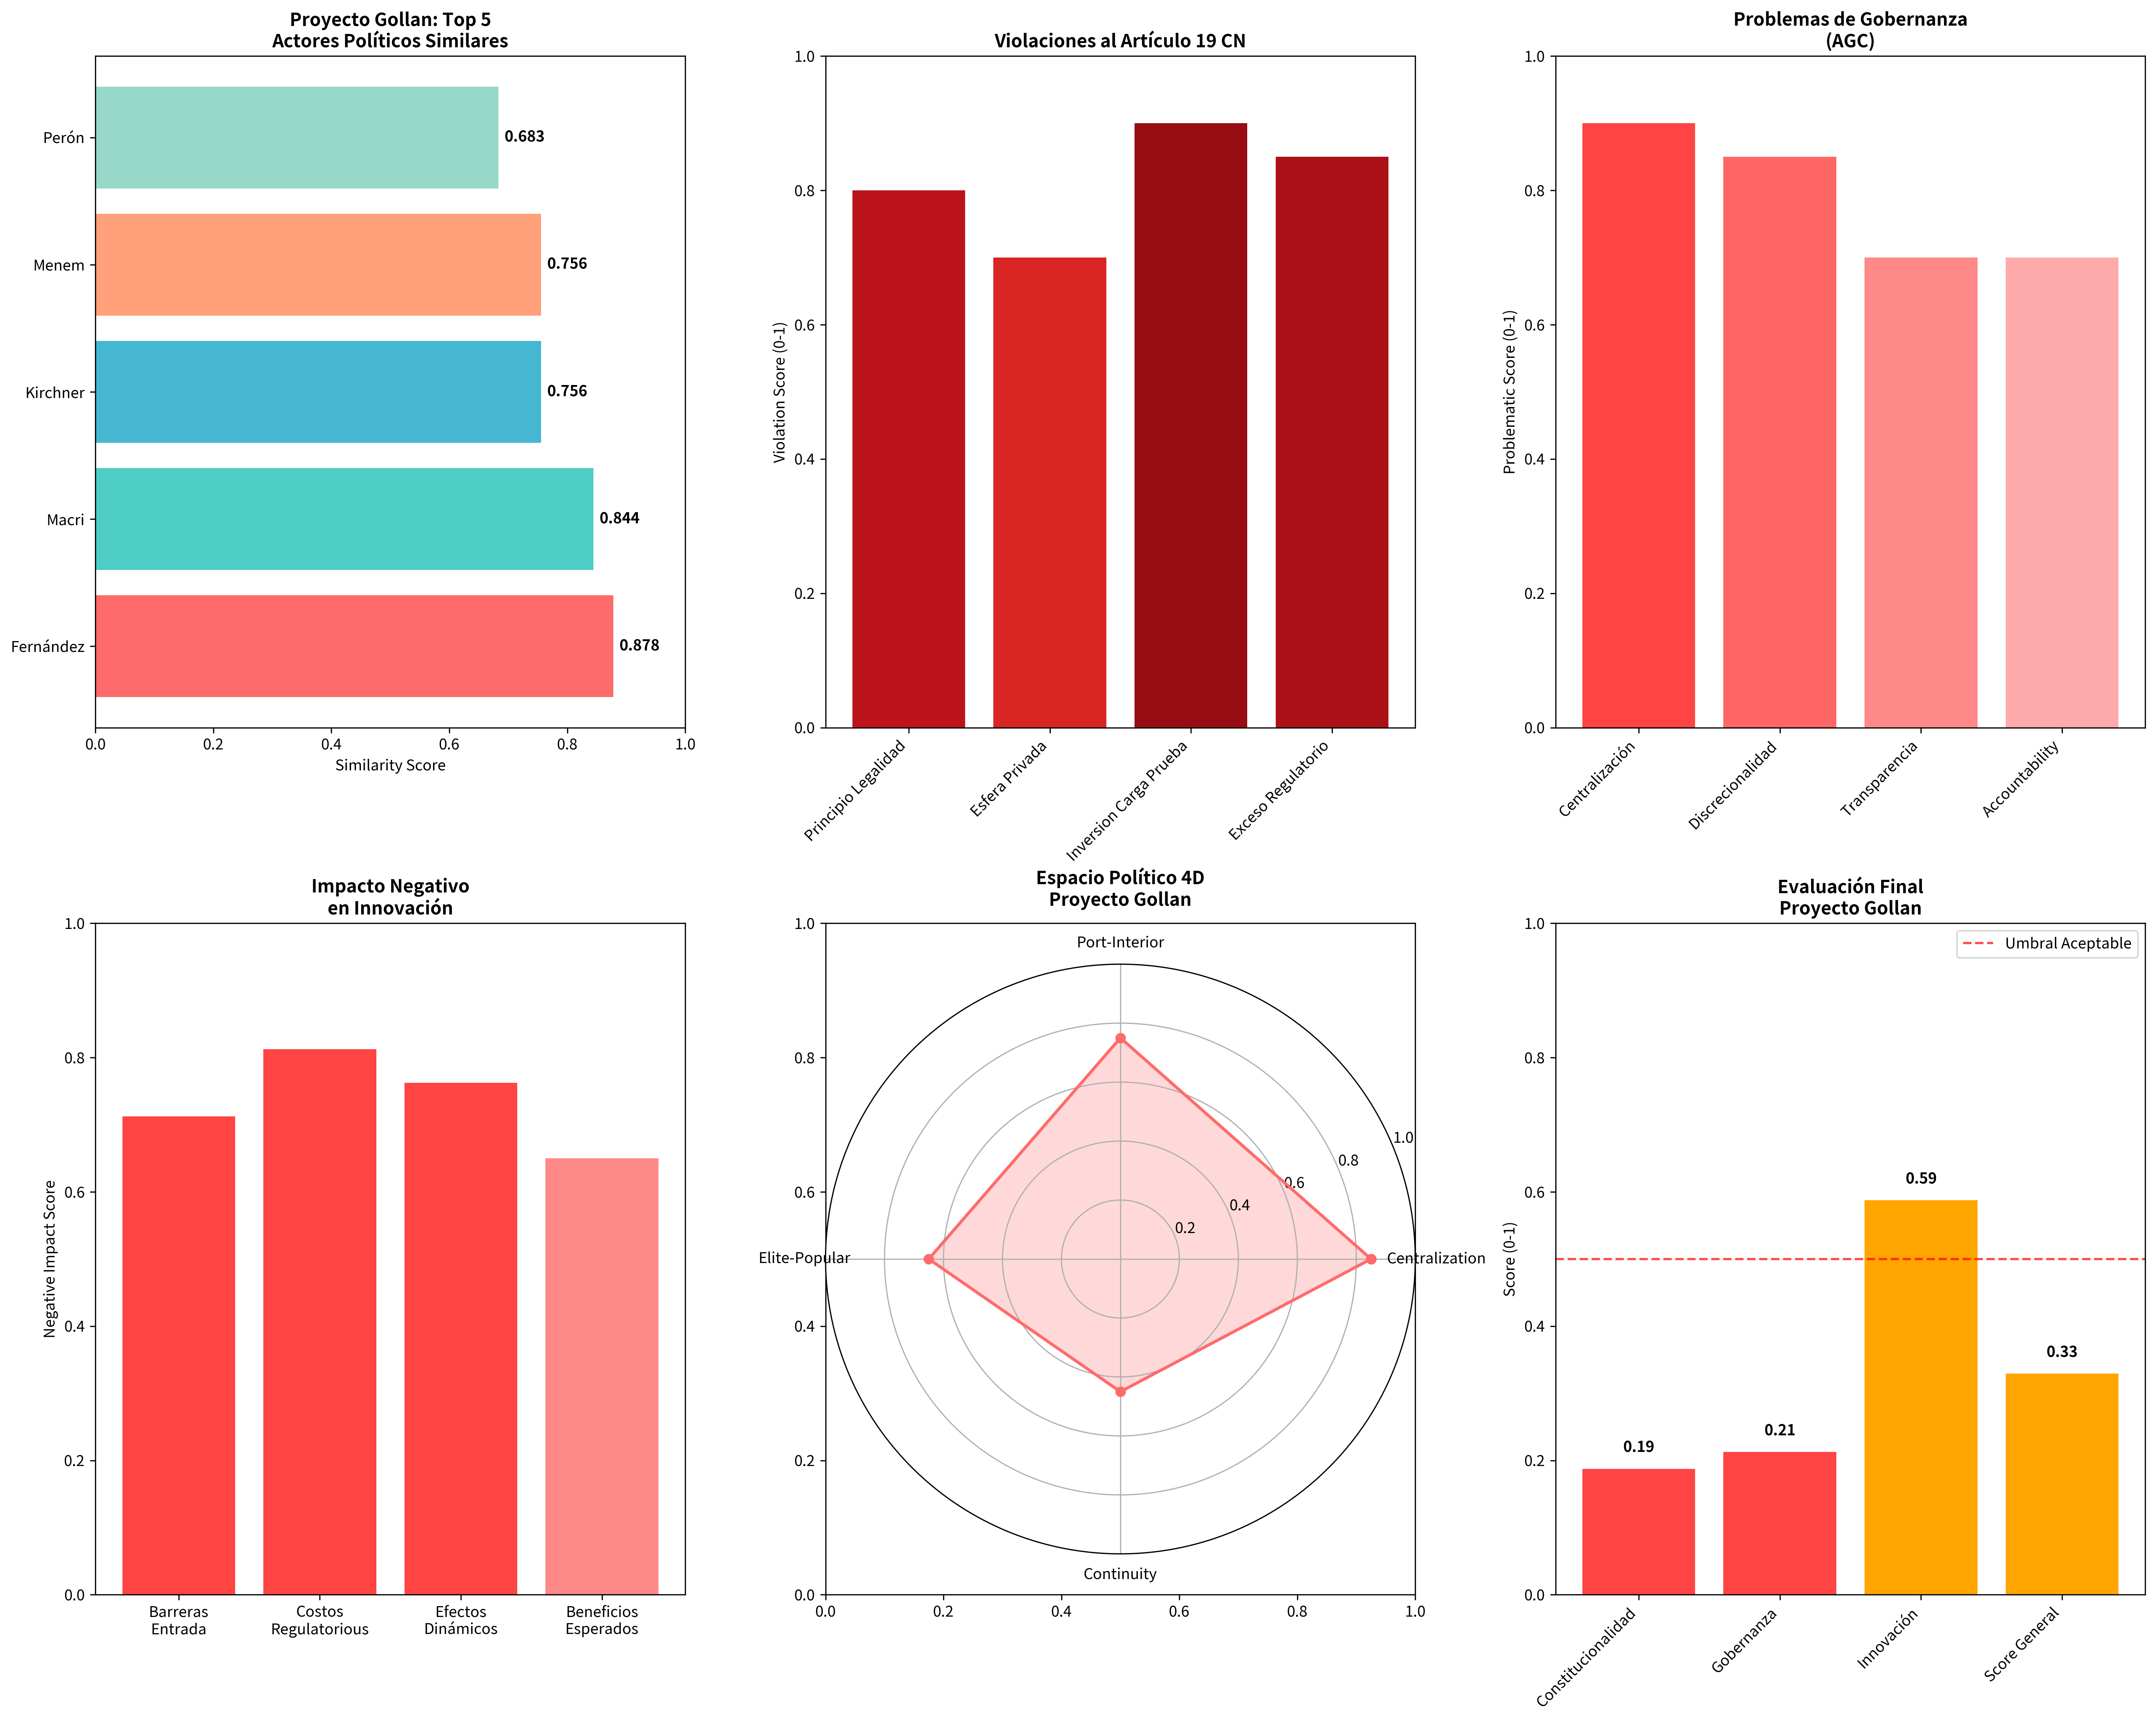 Proyecto Gollan: Top 5
Actores Políticos Similares
Perón
Menem
Kirchner
Macri
Fernández
0.683
0.756
0.756
0.844
0.878
0.0
0.2
0.4
0.6
0.8
1.0
Similarity Score
Violaciones al Artículo 19 CN
Violation Score (0-1)
1.0
0.8
0.6
0.4
0.2
0.0
Principio Legalidad
Esfera Privada
Inversion Carga Prueba
Exceso Regulatorio
Problemas de Gobernanza
(AGC)
Problematic Score (0-1)
1.0
0.8
0.6
0.4
0.2
0.0
Centralización
Discrecionalidad
Transparencia
Accountability
Impacto Negativo
en Innovación
Negative Impact Score
1.0
0.8
0.6
0.4
0.2
0.0
Barreras
Entrada
Costos
Regulatorious
Efectos
Dinámicos
Beneficios
Esperados
Espacio Político 4D
Proyecto Gollan
1.0
0.8
0.6
0.4
0.2
0.0
Port-Interior
Elite-Popular
Centralization
Continuity
1.0
0.8
0.6
0.4
0.2
0.0
0.2
0.4
0.6
0.8
1.0
Evaluación Final
Proyecto Gollan
Umbral Aceptable
Score (0-1)
1.0
0.8
0.6
0.4
0.2
0.0
0.19
0.21
0.59
0.33
Constitucionalidad
Gobernanza
Innovación
Score General